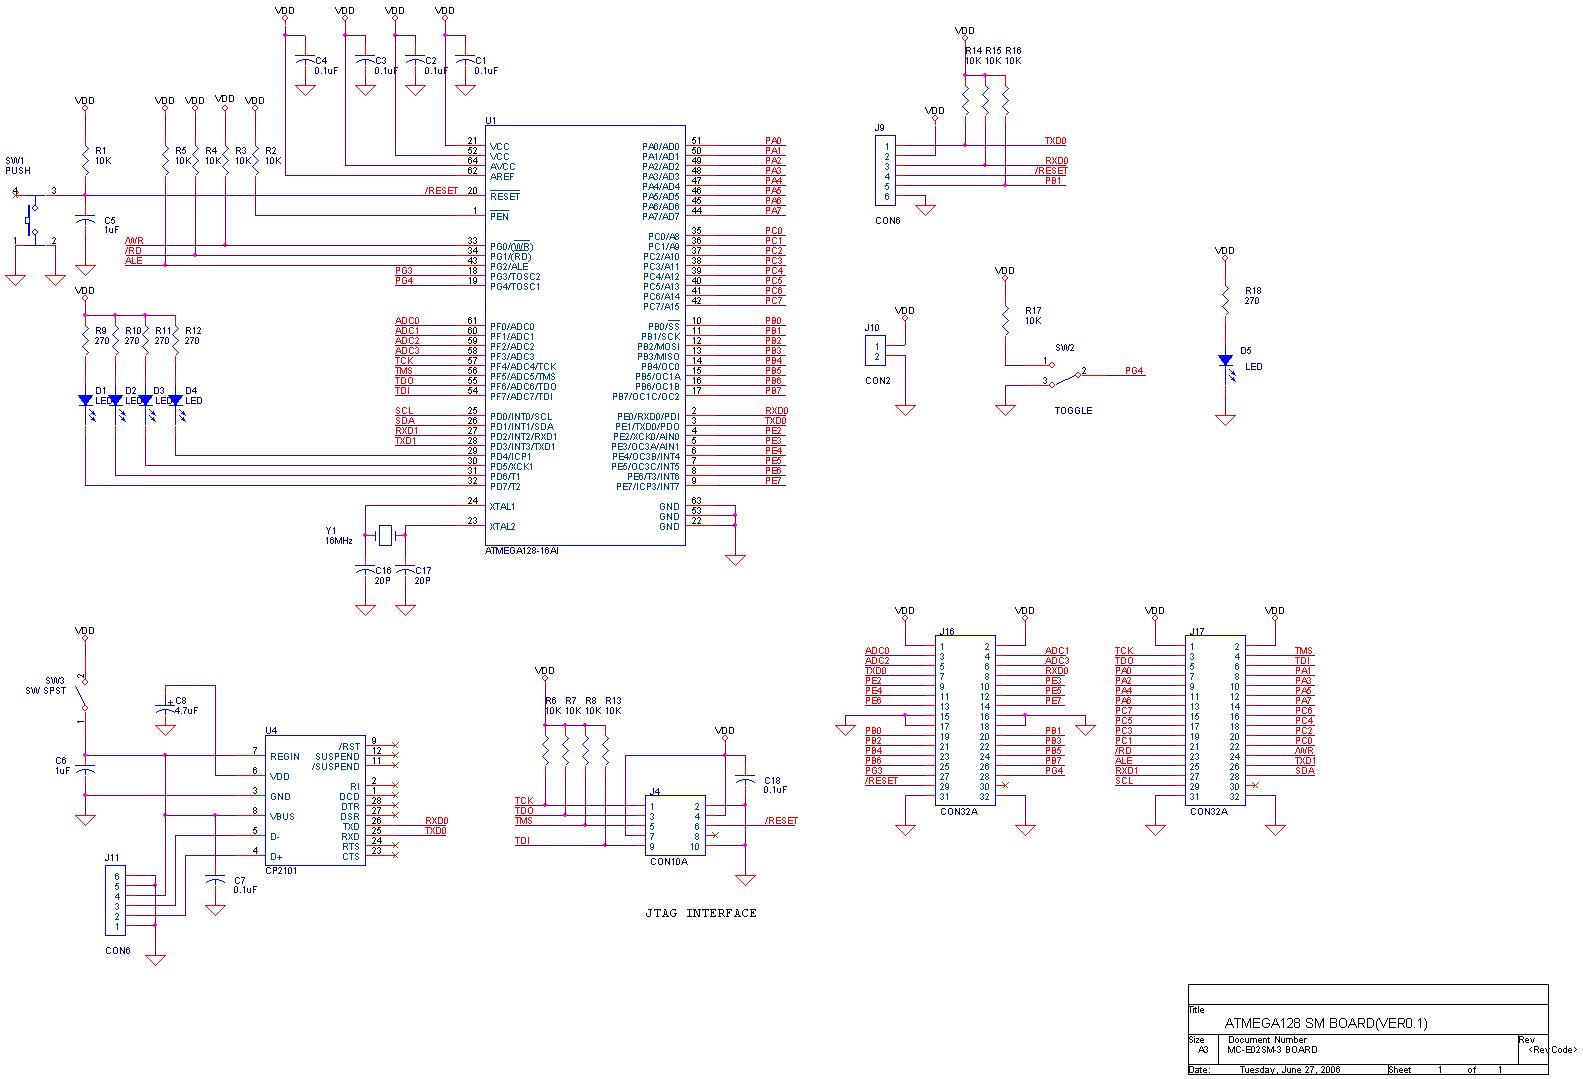 VDD VDD VDD VDD
C4 0.1uF
C3 0.1uF
C2 0.1uF
C1 0.1uF
VDD
VDD VDD VDD VDD
R1 10K
R5 10K
R4 10K
R3 10K
R2 10K
SW1
PUSH
4 3
1 2
C5
1uF
/WR
/RD
ALE
/RESET
PG3
PG4
U1
21 VCC
52 VCC
64 AVCC
62 AREF
20 RESET
1 PEN
33 PG0/(WR)
34 PG1/(RD)
43 PG2/ALE
18 PG3/TOSC2
19 PG4/TOSC1
ADC0 61 PF0/ADC0
ADC1 60 PF1/ADC1
ADC2 59 PF2/ADC2
ADC3 58 PF3/ADC3
TCK 57 PF4/ADC4/TCK
TMS 56 PF5/ADC5/TMS
TDO 55 PF6/ADC6/TDO
TDI 54 PF7/ADC7/TDI
SCL 25 PD0/INT0/SCL
SDA 26 PD1/INT1/SDA
RXD1 27 PD2/INT2/RXD1
TXD1 28 PD3/INT3/TXD1
29 PD4/ICP1
30 PD5/XCK1
31 PD6/T1
32 PD7/T2
24 XTAL1
23 XTAL2
PA0/AD0 51 PA0
PA1/AD1 50 PA1
PA2/AD2 49 PA2
PA3/AD3 48 PA3
PA4/AD4 47 PA4
PA5/AD5 46 PA5
PA6/AD6 45 PA6
PA7/AD7 44 PA7
PC0/A8 35 PC0
PC1/A9 36 PC1
PC2/A10 37 PC2
PC3/A11 38 PC3
PC4/A12 39 PC4
PC5/A13 40 PC5
PC6/A14 41 PC6
PC7/A15 42 PC7
PB0/SS 10 PB0
PB1/SCK 11 PB1
PB2/MOSI 12 PB2
PB3/MISO 13 PB3
PB4/OC0 14 PB4
PB5/OC1A 15 PB5
PB6/OC1B 16 PB6
PB7/OC1C/OC2 17 PB7
PE0/RXD0/PDI 2 RXD0
PE1/TXD0/PDO 3 TXD0
PE2/XCK0/AIN0 4 PE2
PE3/OC3A/AIN1 5 PE3
PE4/OC3B/INT4 6 PE4
PE5/OC3C/INT5 7 PE5
PE6/T3/INT6 8 PE6
PE7/ICP3/INT7 9 PE7
GND 63
GND 53
GND 22
ATMEGA128-16AI
VDD
R9 270
R10 270
R11 270
R12 270
D1 LED
D2 LED
D3 LED
D4 LED
Y1
16MHz
C16 20P
C17 20P
VDD
R14 R15 R16
10K 10K 10K
VDD
J9
1 TXD0
2
3 RXD0
4 /RESET
5 PB1
6
CON6
VDD
J10
1
2
CON2
VDD
R17
10K
SW2
1
3 2 PG4
TOGGLE
VDD
R18
270
D5
LED
VDD
SW3
SW SPST
2
1
C8
4.7uF
C6
1uF
U4
7 REGIN
6 VDD
3 GND
8 VBUS
5 D-
4 D+
/RST 9
SUSPEND 12
/SUSPEND 11
RI 2
DCD 1
DTR 28
DSR 27
TXD 26 RXD0
RXD 25 TXD0
RTS 24
CTS 23
CP2101
J11
6
5
4
3
2
1
CON6
C7
0.1uF
VDD
R6 R7 R8 R13
10K 10K 10K 10K
VDD
C18
0.1uF
J4
TCK 1 2
TDO 3 4
TMS 5 6 /RESET
7 8
TDI 9 10
CON10A
JTAG INTERFACE
VDD VDD
J16
1 2
ADC0 3 4 ADC1
ADC2 5 6 ADC3
TXD0 7 8 RXD0
PE2 9 10 PE3
PE4 11 12 PE5
PE6 13 14 PE7
15 16
17 18
PB0 19 20 PB1
PB2 21 22 PB3
PB4 23 24 PB5
PB6 25 26 PB7
PG3 27 28 PG4
/RESET 29 30
31 32
CON32A
VDD VDD
J17
1 2
TCK 3 4 TMS
TDO 5 6 TDI
PA0 7 8 PA1
PA2 9 10 PA3
PA4 11 12 PA5
PA6 13 14 PA7
PC7 15 16 PC6
PC5 17 18 PC4
PC3 19 20 PC2
PC1 21 22 PC0
/RD 23 24 /WR
ALE 25 26 TXD1
RXD1 27 28 SDA
SCL 29 30
31 32
CON32A
Title
ATMEGA128 SM BOARD(VER0.1)
Size Document Number Rev
A3 MC-E02SM-3 BOARD <Rev Code>
Date: Tuesday, June 27, 2006 Sheet 1 of 1